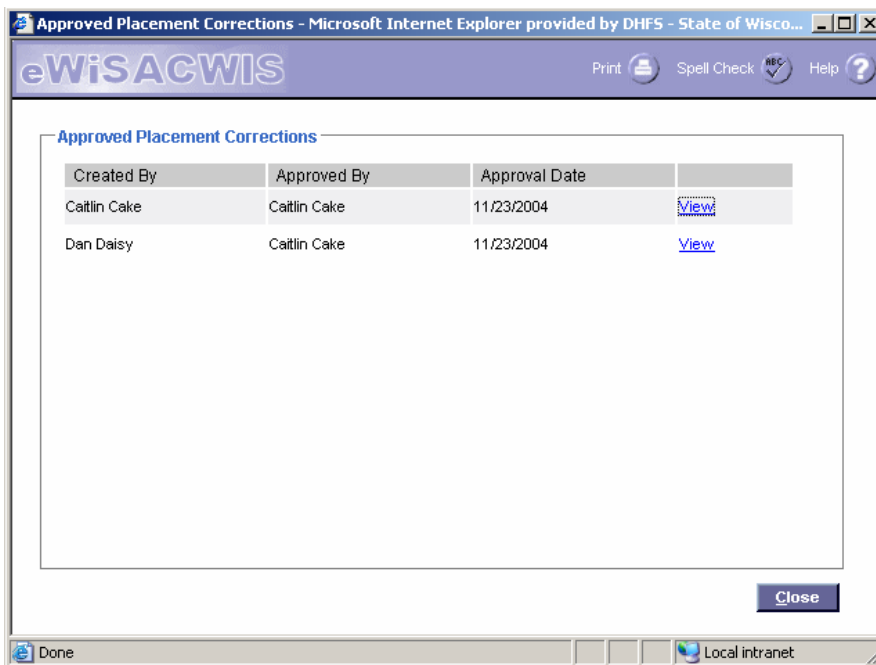 Approved Placement Corrections - Microsoft Internet Explorer provided by DHFS - State of Wisco...
eWiSACWIS Print Spell Check ABC Help ?
Approved Placement Corrections
Created By Approved By Approval Date
Caitlin Cake Caitlin Cake 11/23/2004 View
Dan Daisy Caitlin Cake 11/23/2004 View
Close
Done Local intranet